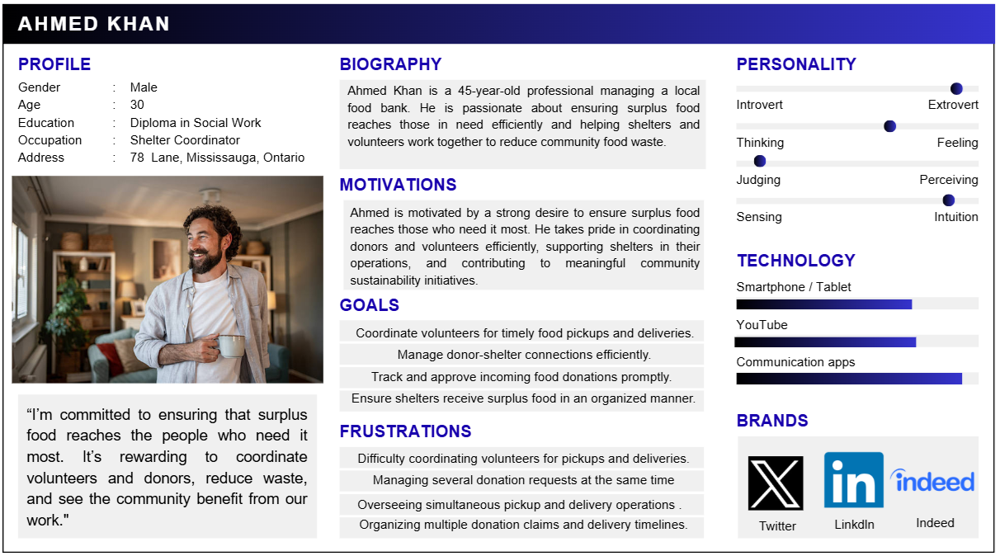 AHMED KHAN
PROFILE
Gender : Male
Age : 30
Education : Diploma in Social Work
Occupation : Shelter Coordinator
Address : 78 Lane, Mississauga, Ontario
“I’m committed to ensuring that surplus
food reaches the people who need it
most. It’s rewarding to coordinate
volunteers and donors, reduce waste,
and see the community benefit from our
work."
BIOGRAPHY
Ahmed Khan is a 45-year-old professional managing a local
food bank. He is passionate about ensuring surplus food
reaches those in need efficiently and helping shelters and
volunteers work together to reduce community food waste.
MOTIVATIONS
Ahmed is motivated by a strong desire to ensure surplus food
reaches those who need it most. He takes pride in coordinating
donors and volunteers efficiently, supporting shelters in their
operations, and contributing to meaningful community
sustainability initiatives.
GOALS
Coordinate volunteers for timely food pickups and deliveries.
Manage donor-shelter connections efficiently.
Track and approve incoming food donations promptly.
Ensure shelters receive surplus food in an organized manner.
FRUSTRATIONS
Difficulty coordinating volunteers for pickups and deliveries.
Managing several donation requests at the same time
Overseeing simultaneous pickup and delivery operations .
Organizing multiple donation claims and delivery timelines.
PERSONALITY
Introvert Extrovert
Thinking Feeling
Judging Perceiving
Sensing Intuition
TECHNOLOGY
Smartphone / Tablet
YouTube
Communication apps
BRANDS
X in indeed
Twitter LinkdIn Indeed